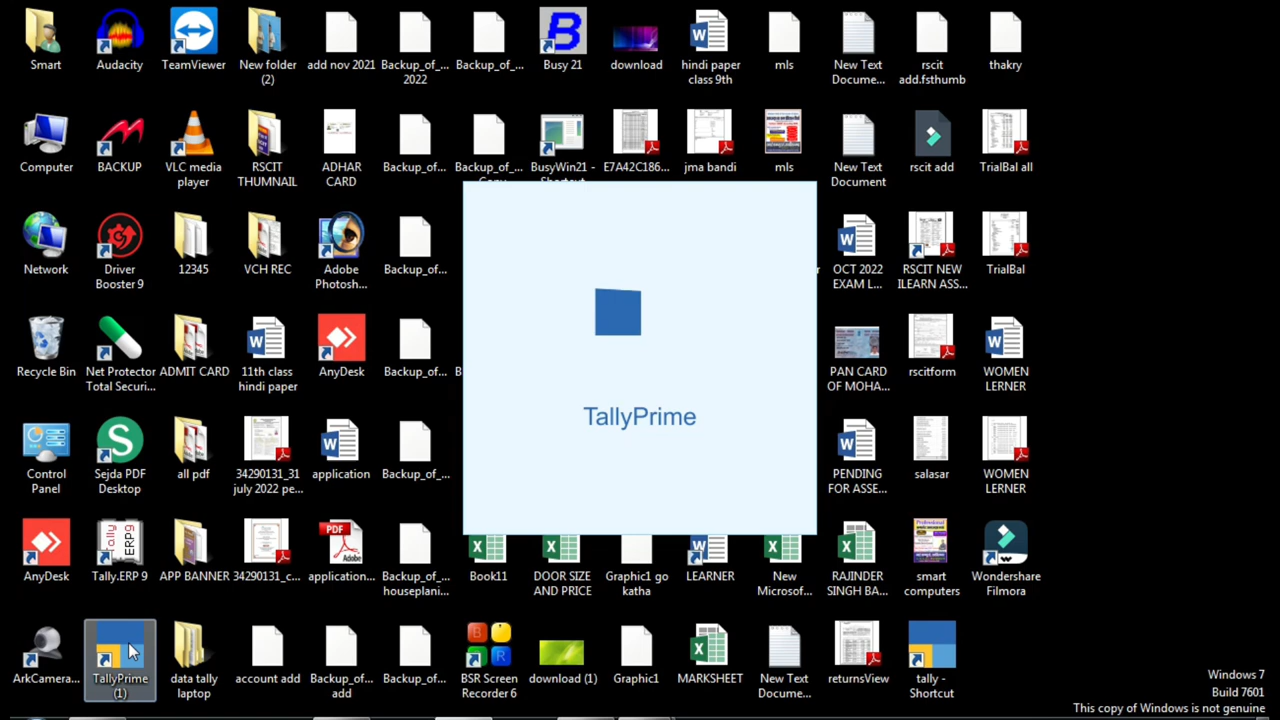 Smart
Audacity
TeamViewer
New folder
(2)
add nov 2021
Backup_of_...
2022
Backup_of_...
Busy 21
download
hindi paper
class 9th
mls
New Text
Docume...
rscit
add.fsthumb
thakry
Computer
BACKUP
VLC media
player
RSCIT
THUMNAIL
ADHAR
CARD
Backup_of_...
Backup_of_...
BusyWin21 -
E7A42C186...
jma bandi
mls
New Text
Document
rscit add
TrialBal all
Network
Driver
Booster 9
12345
VCH REC
Adobe
Photosh...
Backup_of_...
OCT 2022
EXAM L...
RSCIT NEW
ILEARN ASS...
TrialBal
Recycle Bin
Net Protector
Total Securi...
ADMIT CARD
11th class
hindi paper
AnyDesk
Backup_of_...
PAN CARD
OF MOHA...
rscitform
WOMEN
LERNER
Control
Panel
Sejda PDF
Desktop
all pdf
34290131_31
july 2022 pe...
application
Backup_of_...
PENDING
FOR ASSE...
salasar
WOMEN
LERNER
TallyPrime
AnyDesk
Tally.ERP 9
APP BANNER
34290131_c...
application...
Backup_of_...
houseplani...
Book11
DOOR SIZE
AND PRICE
Graphic1 go
katha
LEARNER
New
Microsof...
RAJINDER
SINGH BA...
smart
computers
Wondershare
Filmora
ArkCamera...
TallyPrime
(1)
data tally
laptop
account add
Backup_of_...
add
Backup_of_...
BSR Screen
Recorder 6
download (1)
Graphic1
MARKSHEET
New Text
Docume...
returnsView
tally -
Shortcut
Windows 7
Build 7601
This copy of Windows is not genuine